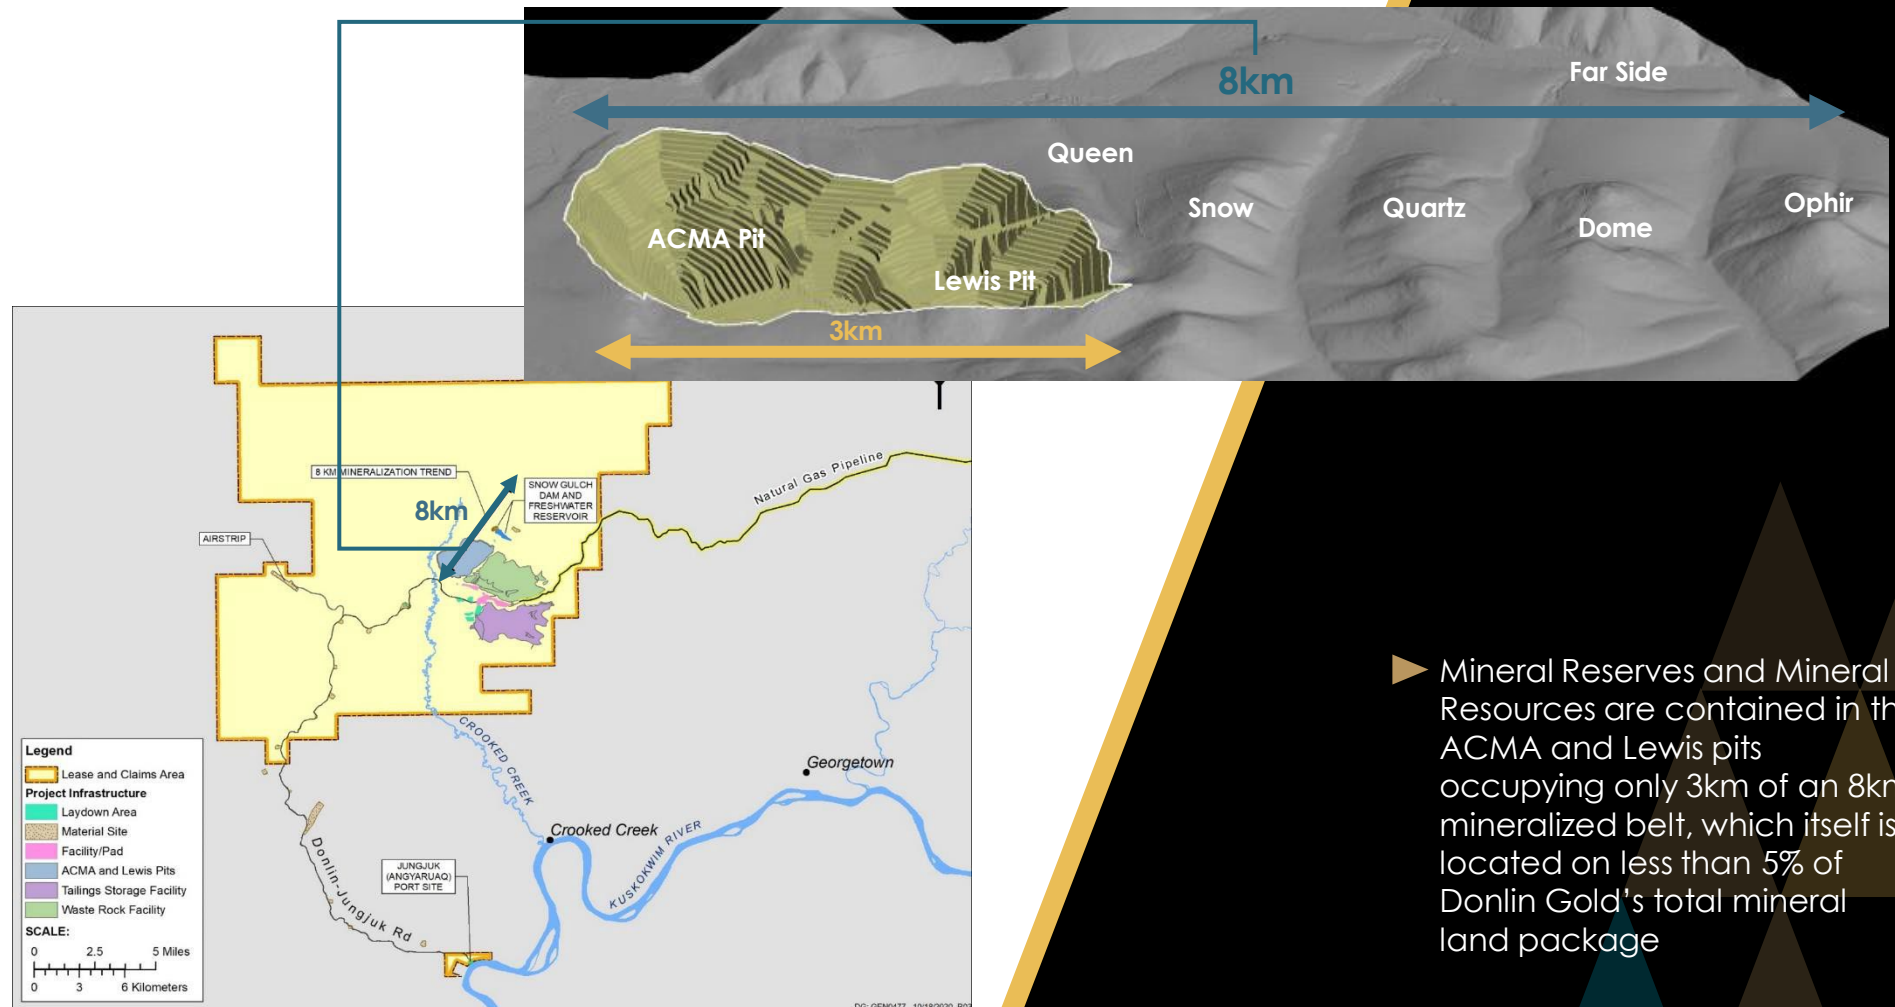 8km
Far Side
Queen
Snow
Quartz
Dome
Ophir
ACMA Pit
Lewis Pit
3km
8 KM MINERALIZATION TREND
SNOW GULCH
DAM AND
FRESHWATER
RESERVOIR
8km
AIRSTRIP
Natural Gas Pipeline
CROOKED CREEK
Georgetown
Crooked Creek
KUSKOKWIM RIVER
JUNGJUK
(ANGYARUAQ)
PORT SITE
Donlin-Jungjuk Rd
Legend
Lease and Claims Area
Project Infrastructure
Laydown Area
Material Site
Facility/Pad
ACMA and Lewis Pits
Tailings Storage Facility
Waste Rock Facility
SCALE:
0 2.5 5 Miles
0 3 6 Kilometers
Mineral Reserves and Mineral
Resources are contained in
ACMA and Lewis pits
occupying only 3km of an
mineralized belt, which itself is
located on less than 5% of
Donlin Gold's total mineral
land package